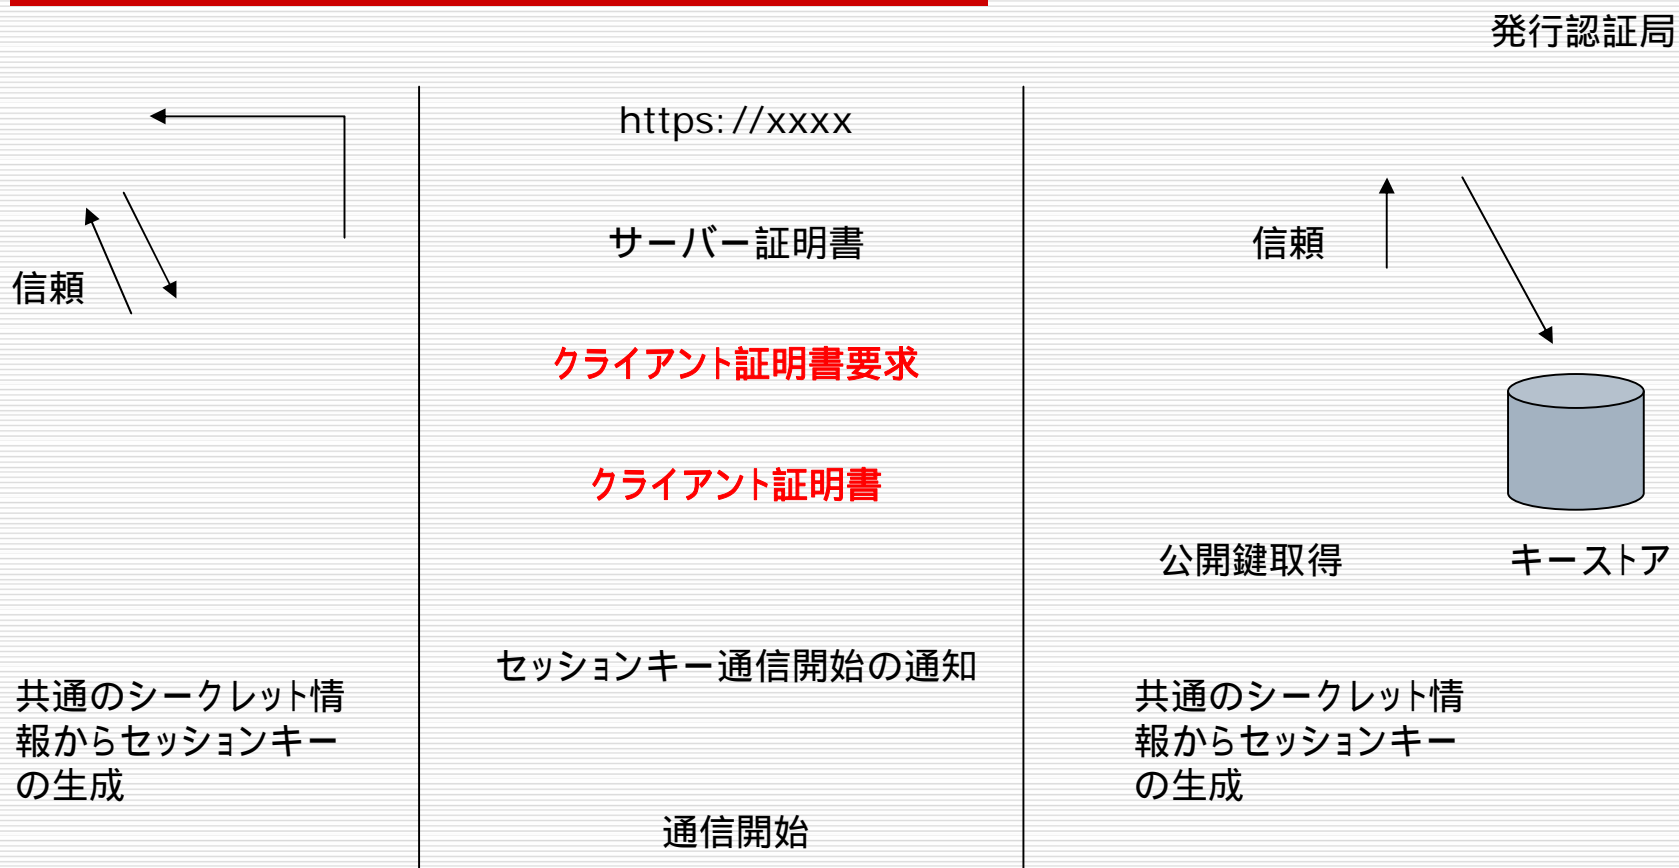 発行認証局
https://xxxx
サーバー証明書
信頼
信頼
クライアント証明書要求
クライアント証明書
公開鍵取得
キーストア
セッションキー通信開始の通知
共通のシークレット情
報からセッションキー
の生成
共通のシークレット情
報からセッションキー
の生成
通信開始